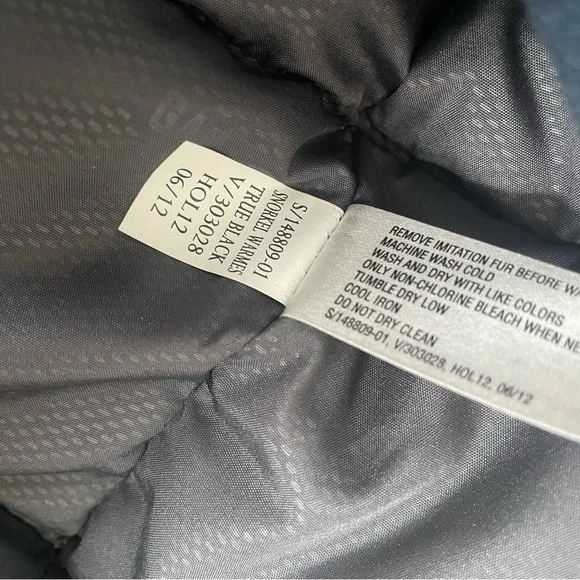 S/148809-01
SNORKEL WARMES
TRUE BLACK
V/303028
HOL12
06/12
REMOVE IMITATION FUR BEFORE
MACHINE WASH COLD
WASH AND DRY WITH LIKE COLORS
ONLY NON-CHLORINE BLEACH WHEN
TUMBLE DRY LOW
COOL IRON
DO NOT DRY CLEAN
S/148809-01, V/303028, HOL12, 06/12